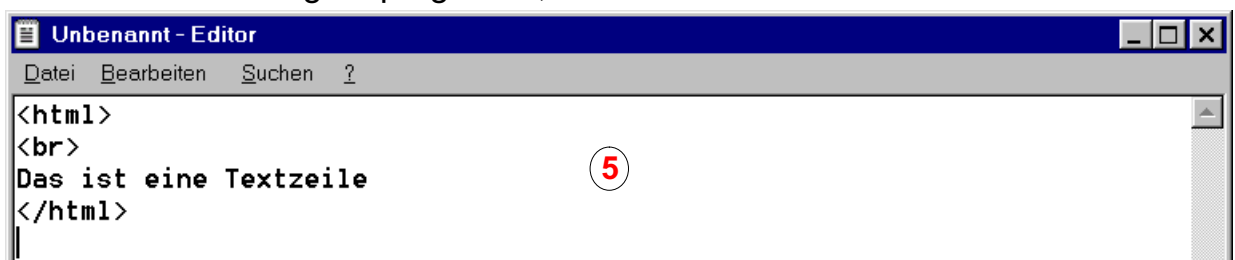 Unbenannt - Editor
Datei Bearbeiten Suchen ?
<html>
<br>
Das ist eine Textzeile
5
</html>